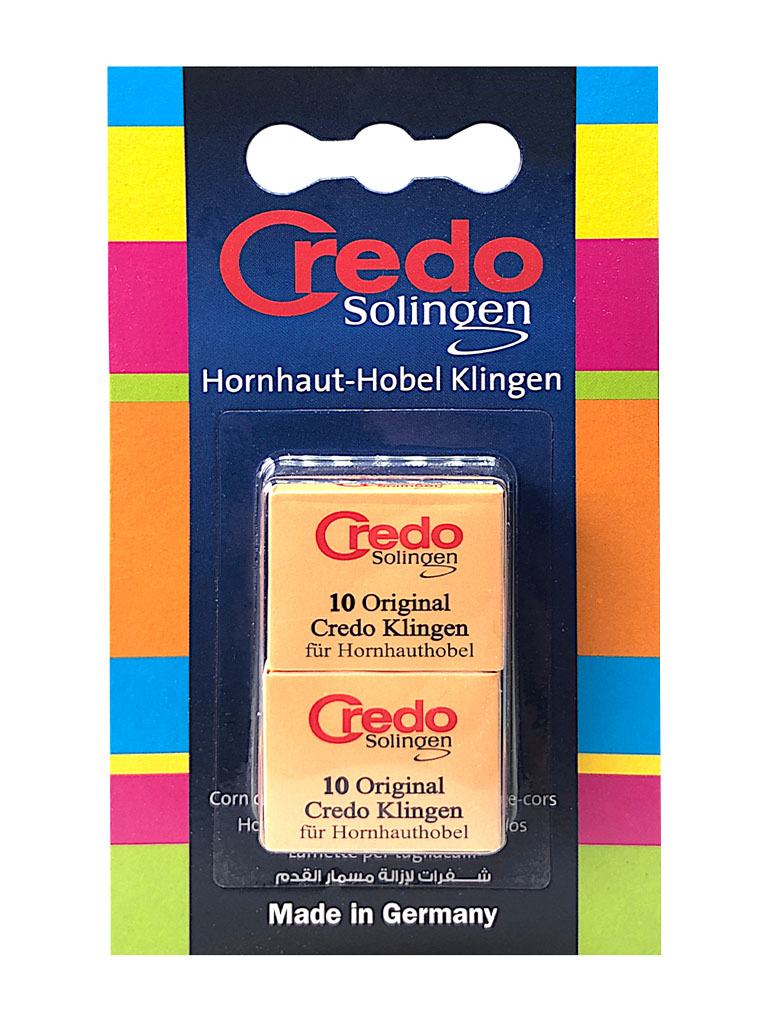 Credo
Solingen
Hornhaut-Hobel Klingen
Credo
Solingen
10 Original
Credo Klingen
für Hornhauthobel
Credo
Solingen
10 Original
Credo Klingen
für Hornhauthobel
Corn
شفرات لإزالة مسمار القدم
Made in Germany